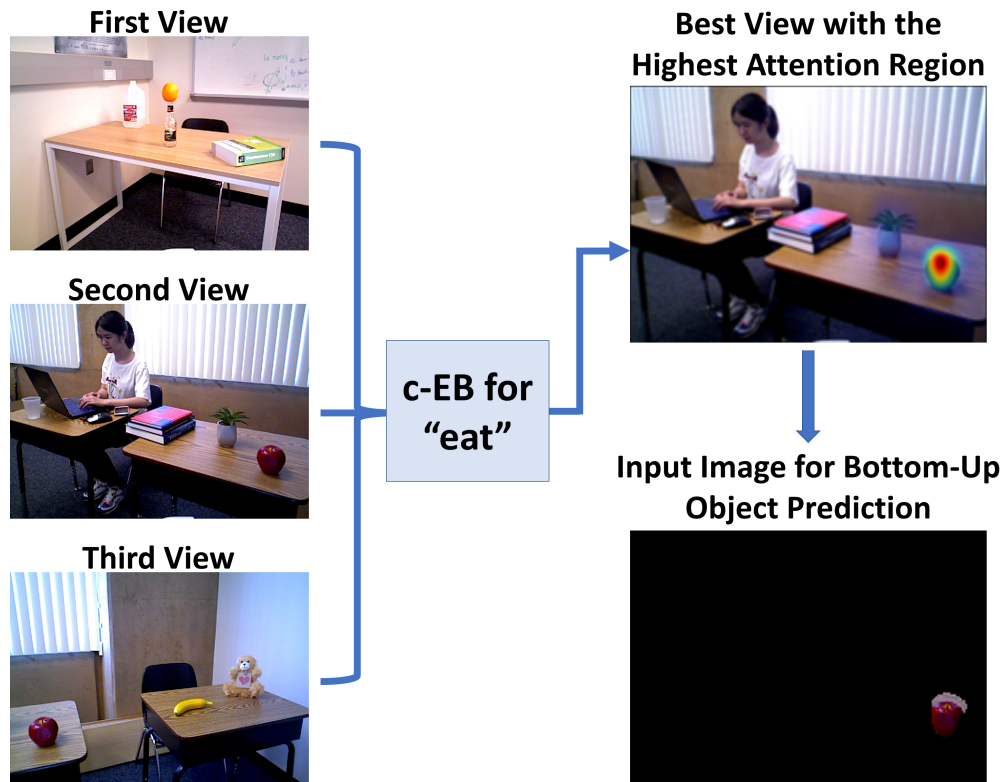 First View
Second View
Third View
c-EB for
“eat”
Best View with the
Highest Attention Region
Input Image for Bottom-Up
Object Prediction